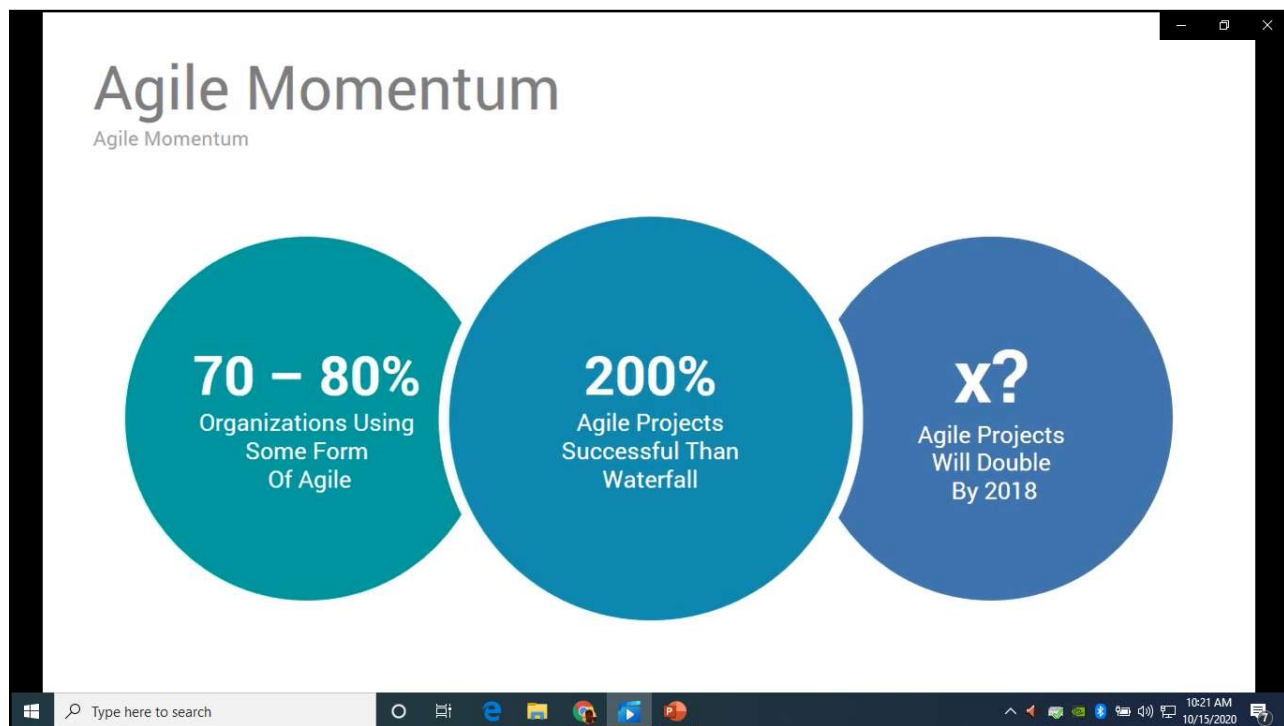 Agile Momentum
Agile Momentum
70 – 80%
Organizations Using
Some Form
Of Agile
200%
Agile Projects
Successful Than
Waterfall
x?
Agile Projects
Will Double
By 2018
Type here to search
10:21 AM
10/15/2020